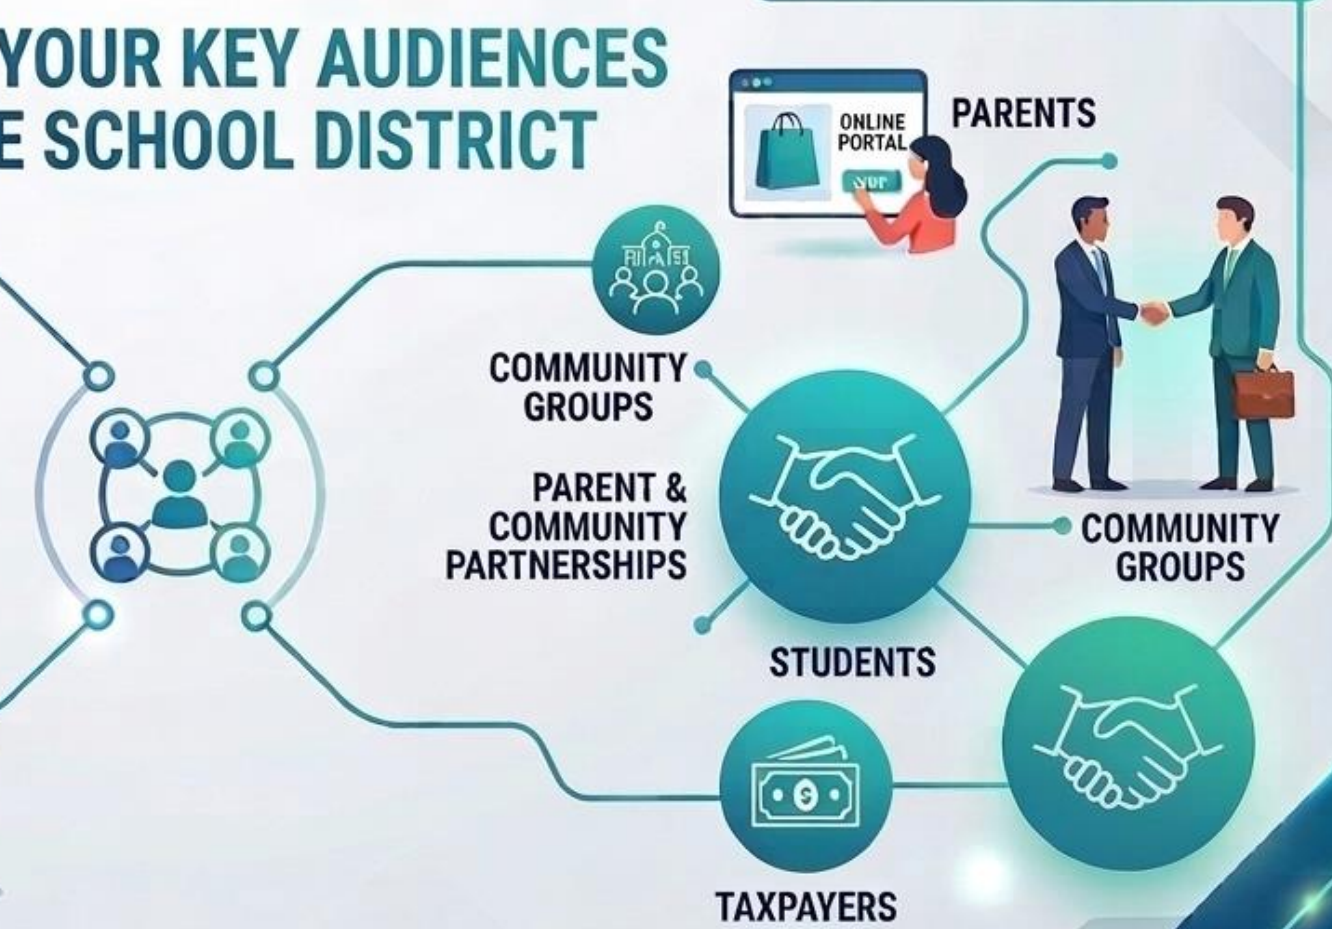 YOUR KEY AUDIENCES
E SCHOOL DISTRICT
ONLINE
PORTAL
PARENTS
COMMUNITY
GROUPS
PARENT &
COMMUNITY
PARTNERSHIPS
COMMUNITY
GROUPS
STUDENTS
TAXPAYERS